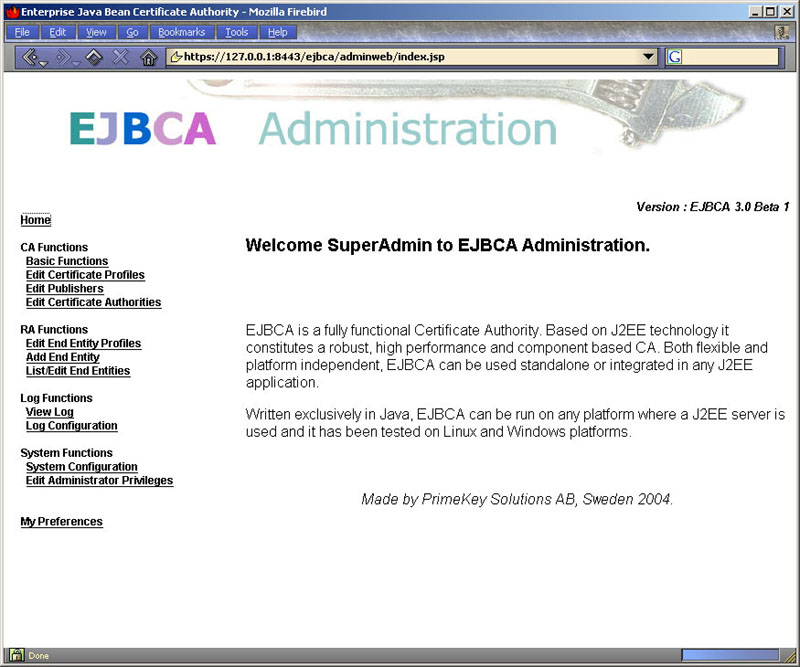 Enterprise Java Bean Certificate Authority - Mozilla Firebird
File Edit View Go Bookmarks Tools Help
https://127.0.0.1:8443/ejbca/adminweb/index.jsp G
EJBCA Administration
Version : EJBCA 3.0 Beta 1
Home
Welcome SuperAdmin to EJBCA Administration.
CA Functions
Basic Functions
Edit Certificate Profiles
Edit Publishers
Edit Certificate Authorities
RA Functions
Edit End Entity Profiles
Add End Entity
List/Edit End Entities
Log Functions
View Log
Log Configuration
System Functions
System Configuration
Edit Administrator Privileges
My Preferences
EJBCA is a fully functional Certificate Authority. Based on J2EE technology it
constitutes a robust, high performance and component based CA. Both flexible and
platform independent, EJBCA can be used standalone or integrated in any J2EE
application.
Written exclusively in Java, EJBCA can be run on any platform where a J2EE server is
used and it has been tested on Linux and Windows platforms.
Made by PrimeKey Solutions AB, Sweden 2004.
Done